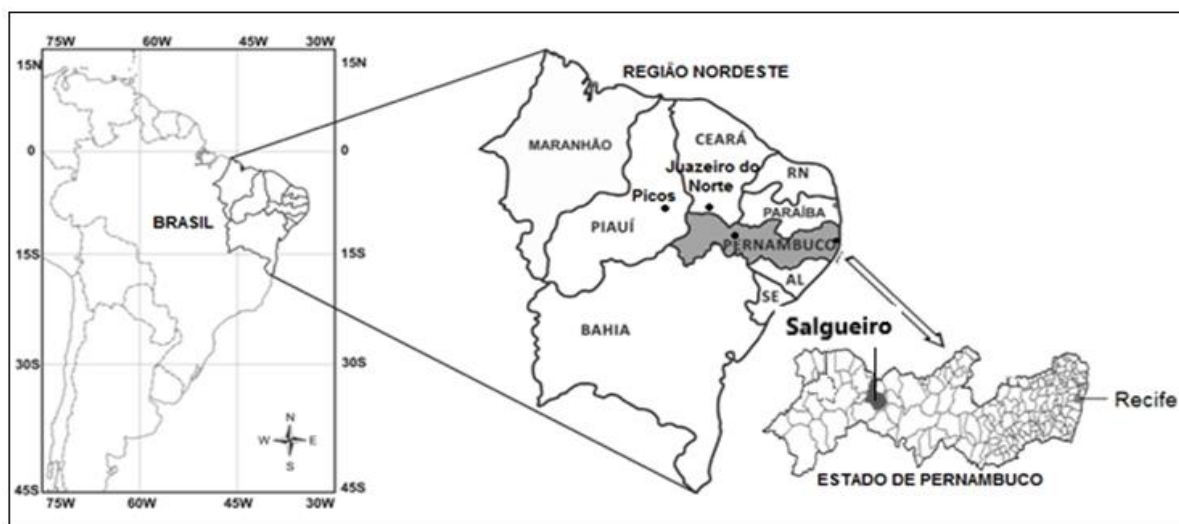 75W 60W 45W 30W
15N 15N
0 0
BRASIL
15S 15S
30S 30S
N
W E
S
45S 45S
75W 60W 45W 30W
REGIÃO NORDESTE
MARANHÃO
CEARÁ
Juazeiro do
Norte
RN
Picos
PARAÍBA
PIAUÍ
PERNAMBUCO
AL
SE
BAHIA
Salgueiro
Recife
ESTADO DE PERNAMBUCO